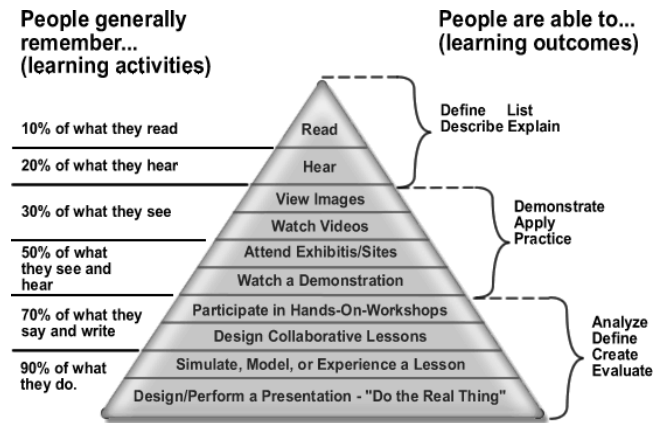 People generally
remember...
(learning activities)
People are able to...
(learning outcomes)
10% of what they read
20% of what they hear
30% of what they see
50% of what
they see and
hear
70% of what they
say and write
90% of what
they do.
Read
Hear
View Images
Watch Videos
Attend Exhibitis/Sites
Watch a Demonstration
Participate in Hands-On-Workshops
Design Collaborative Lessons
Simulate, Model, or Experience a Lesson
Design/Perform a Presentation - "Do the Real Thing"
Define List
Describe Explain
Demonstrate
Apply
Practice
Analyze
Define
Create
Evaluate